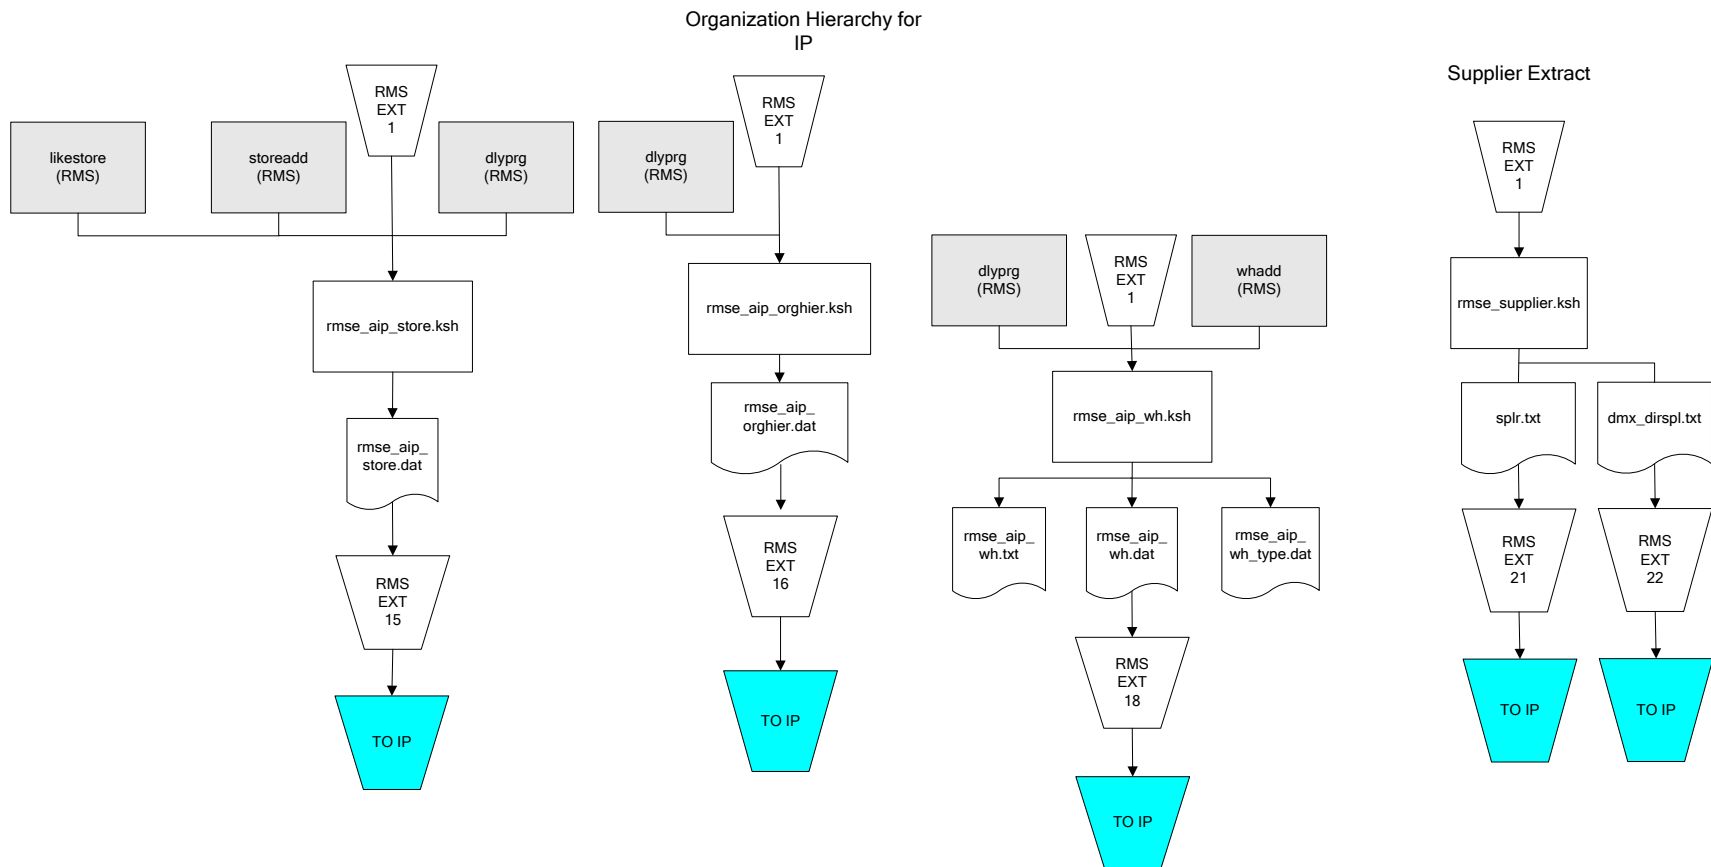 Organization Hierarchy for
IP
Supplier Extract
RMS
EXT
1
likestore
(RMS)
storeadd
(RMS)
dlyprg
(RMS)
rmse_aip_store.ksh
rmse_aip_
store.dat
RMS
EXT
15
TO IP
RMS
EXT
1
dlyprg
(RMS)
rmse_aip_orghier.ksh
rmse_aip_
orghier.dat
RMS
EXT
16
TO IP
dlyprg
(RMS)
RMS
EXT
1
whadd
(RMS)
rmse_aip_wh.ksh
rmse_aip_
wh.txt
rmse_aip_
wh.dat
rmse_aip_
wh_type.dat
RMS
EXT
18
TO IP
RMS
EXT
1
rmse_supplier.ksh
splr.txt
dmx_dirspl.txt
RMS
EXT
21
RMS
EXT
22
TO IP
TO IP